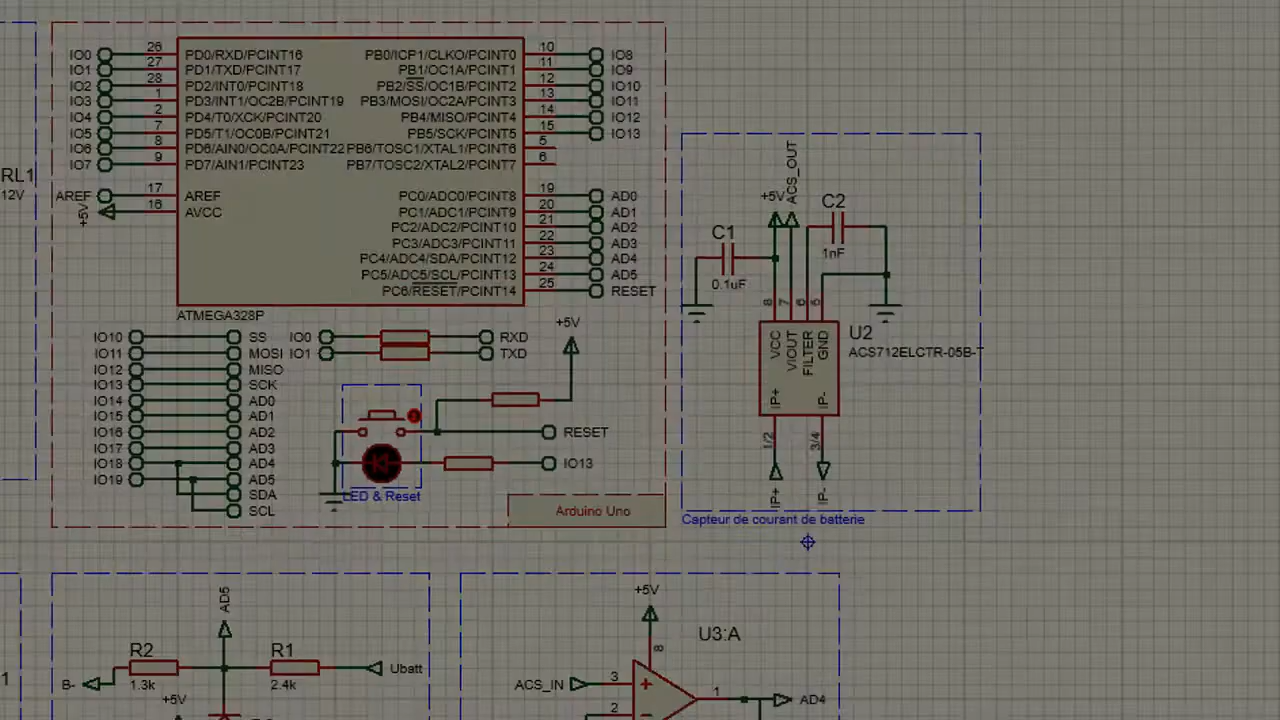 RL1
12V
IO0 26 PD0/RXD/PCINT16 PB0/ICP1/CLKO/PCINT0 10 IO8
IO1 27 PD1/TXD/PCINT17 PB1/OC1A/PCINT1 11 IO9
IO2 28 PD2/INT0/PCINT18 PB2/SS/OC1B/PCINT2 12 IO10
IO3 1 PD3/INT1/OC2B/PCINT19 PB3/MOSI/OC2A/PCINT3 13 IO11
IO4 2 PD4/T0/XCK/PCINT20 PB4/MISO/PCINT4 14 IO12
IO5 7 PD5/T1/OC0B/PCINT21 PB5/SCK/PCINT5 15 IO13
IO6 8 PD6/AIN0/OC0A/PCINT22 PB6/TOSC1/XTAL1/PCINT6 5
IO7 9 PD7/AIN1/PCINT23 PB7/TOSC2/XTAL2/PCINT7 6
AREF 17 AREF PC0/ADC0/PCINT8 19 AD0
+5V 16 AVCC PC1/ADC1/PCINT9 20 AD1
PC2/ADC2/PCINT10 21 AD2
PC3/ADC3/PCINT11 22 AD3
PC4/ADC4/SDA/PCINT12 23 AD4
PC5/ADC5/SCL/PCINT13 24 AD5
PC6/RESET/PCINT14 25 RESET
ATMEGA328P
IO10 SS
IO11 MOSI
IO12 MISO
IO13 SCK
IO14 AD0
IO15 AD1
IO16 AD2
IO17 AD3
IO18 AD4
IO19 AD5
SDA
SCL
IO0 RXD
IO1 TXD
+5V
RESET
IO13
LED & Reset
Arduino Uno
+5V ACS_OUT
C1
0.1uF
C2
1nF
8 7 6 5
VCC VIOUT FILTER GND
U2
ACS712ELCTR-05B-T
IP+ IP-
1/2 3/4
IP+ IP-
Capteur de courant de batterie
AD6
R2 R1
B- Ubatt
1.3k 2.4k
+5V
1
+5V
8
U3:A
ACS_IN 3 1 AD4
2